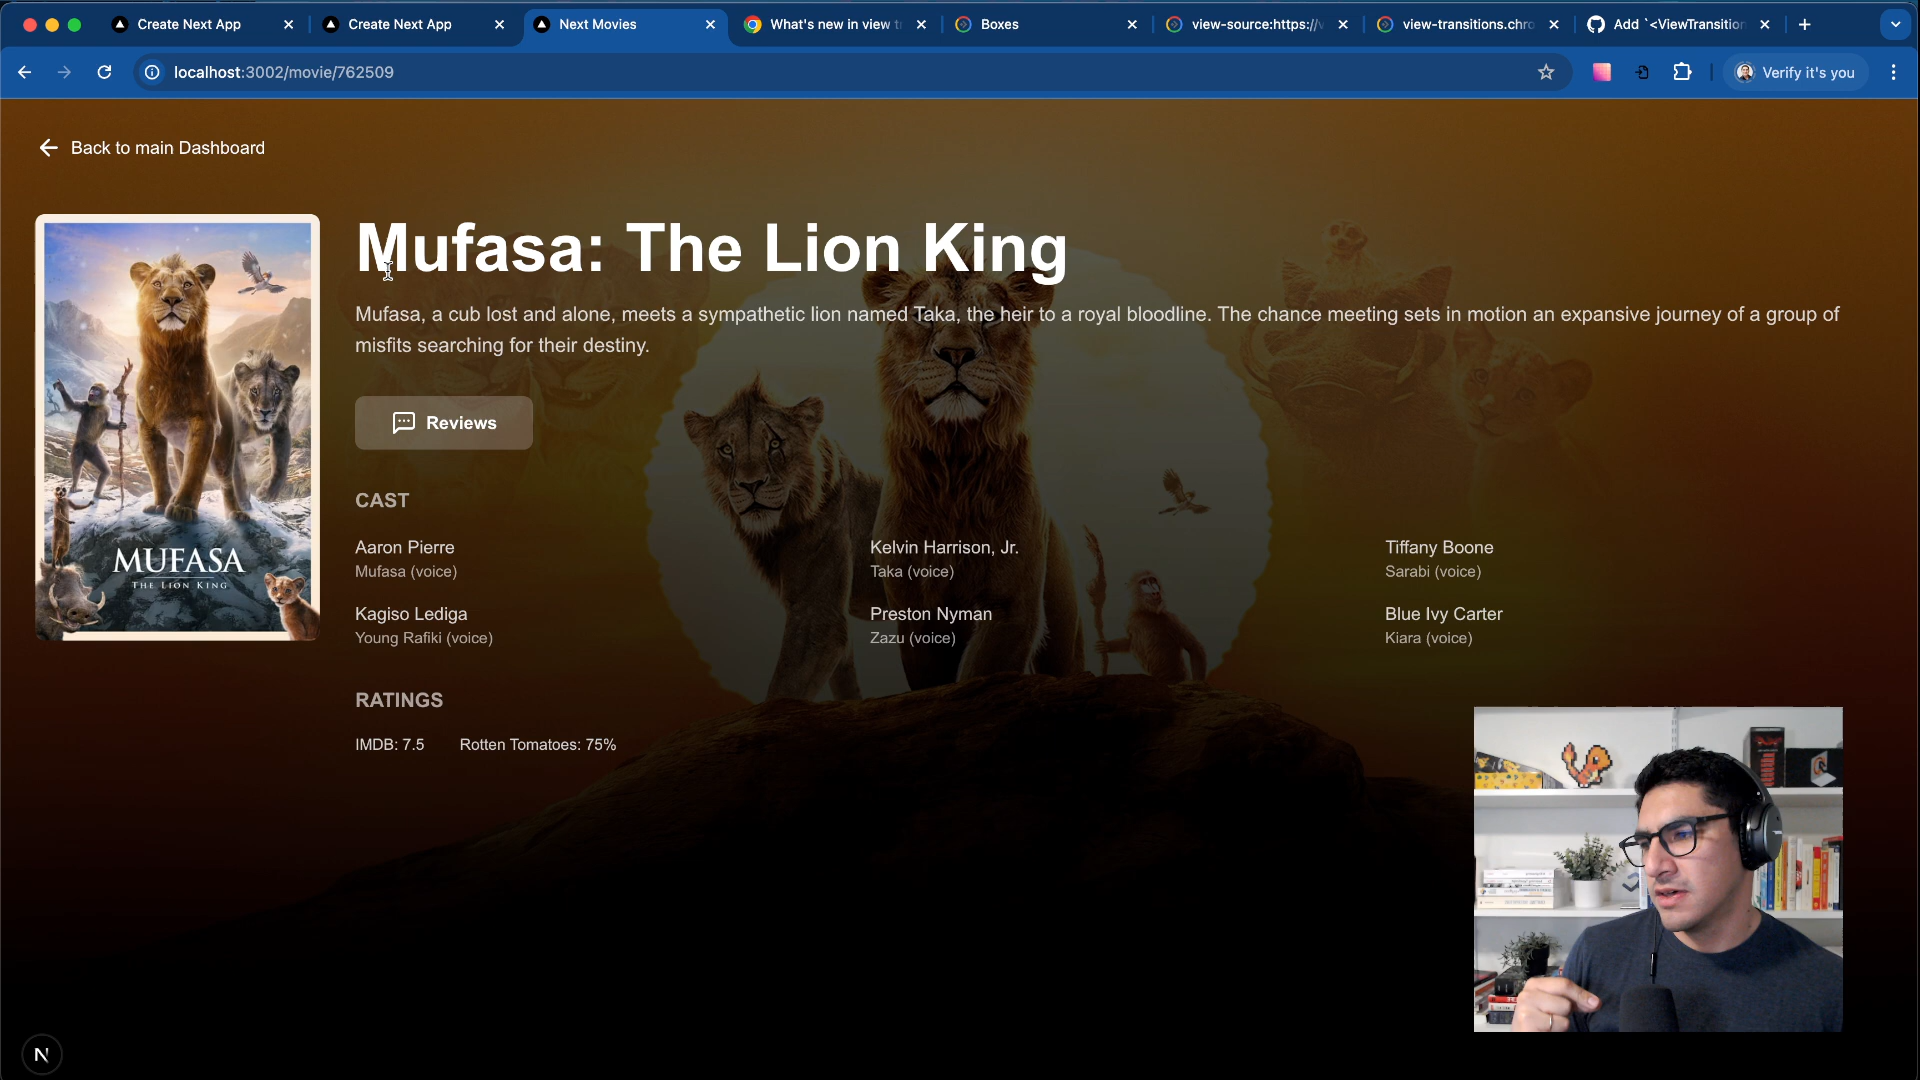 Create Next App
Create Next App
Next Movies
What's new in view t
Boxes
view-source:https://v
view-transitions.chro
Add `<ViewTransition
localhost:3002/movie/762509
Verify it's you
Back to main Dashboard
Mufasa: The Lion King
Mufasa, a cub lost and alone, meets a sympathetic lion named Taka, the heir to a royal bloodline. The chance meeting sets in motion an expansive journey of a group of
misfits searching for their destiny.
Reviews
CAST
Aaron Pierre
Mufasa (voice)
Kelvin Harrison, Jr.
Taka (voice)
Tiffany Boone
Sarabi (voice)
Kagiso Lediga
Young Rafiki (voice)
Preston Nyman
Zazu (voice)
Blue Ivy Carter
Kiara (voice)
RATINGS
IMDB: 7.5
Rotten Tomatoes: 75%
MUFASA
THE LION KING
N